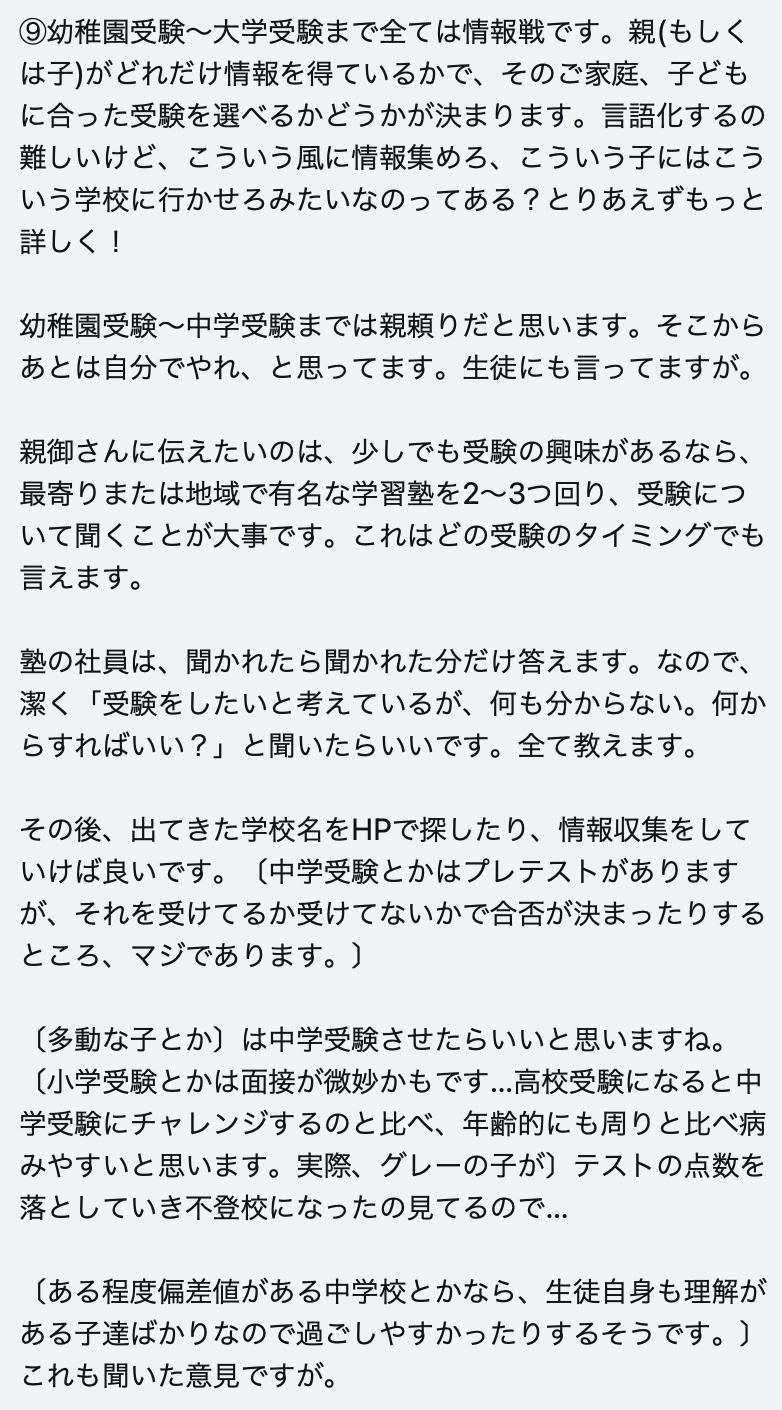 ⑨幼稚園受験〜大学受験まで全ては情報戦です。親(もしく
は子)がどれだけ情報を得ているかで、そのご家庭、子ども
に合った受験を選べるかどうかが決まります。言語化するの
難しいけど、こういう風に情報集めろ、こういう子にはこう
いう学校に行かせろみたいなのってある？とりあえずもっと
詳しく！
幼稚園受験〜中学受験までは親頼りだと思います。そこから
あとは自分でやれ、と思ってます。生徒にも言ってますが。
親御さんに伝えたいのは、少しでも受験の興味があるなら、
最寄りまたは地域で有名な学習塾を2〜3つ回り、受験につ
いて聞くことが大事です。これはどの受験のタイミングでも
言えます。
塾の社員は、聞かれたら聞かれた分だけ答えます。なので、
潔く「受験をしたいと考えているが、何も分からない。何か
らすればいい？」と聞いたらいいです。全て教えます。
その後、出てきた学校名をHPで探したり、情報収集をして
いけば良いです。〔中学受験とかはプレテストがあります
が、それを受けてるか受けてないかで合否が決まったりする
ところ、マジであります。〕
〔多動な子とか〕は中学受験させたらいいと思いますね。
〔小学受験とかは面接が微妙かもです...高校受験になると中
学受験にチャレンジするのと比べ、年齢的にも周りと比べ病
みやすいと思います。実際、グレーの子が〕テストの点数を
落としていき不登校になったの見てるので...
〔ある程度偏差値がある中学校とかなら、生徒自身も理解が
ある子達ばかりなので過ごしやすかったりするそうです。〕
これも聞いた意見ですが。